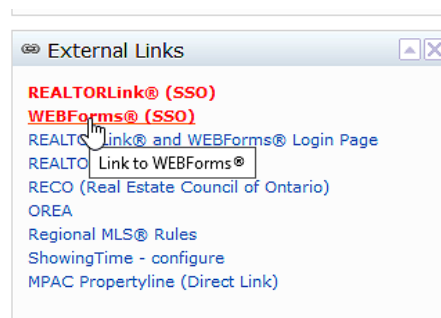 External Links
REALTORLink® (SSO)
WEBForms® (SSO)
REALTO Link® and WEBForms® Login Page
REALTO
Link to WEBForms®
RECO (Real Estate Council of Ontario)
OREA
Regional MLS® Rules
ShowingTime - configure
MPAC Propertyline (Direct Link)